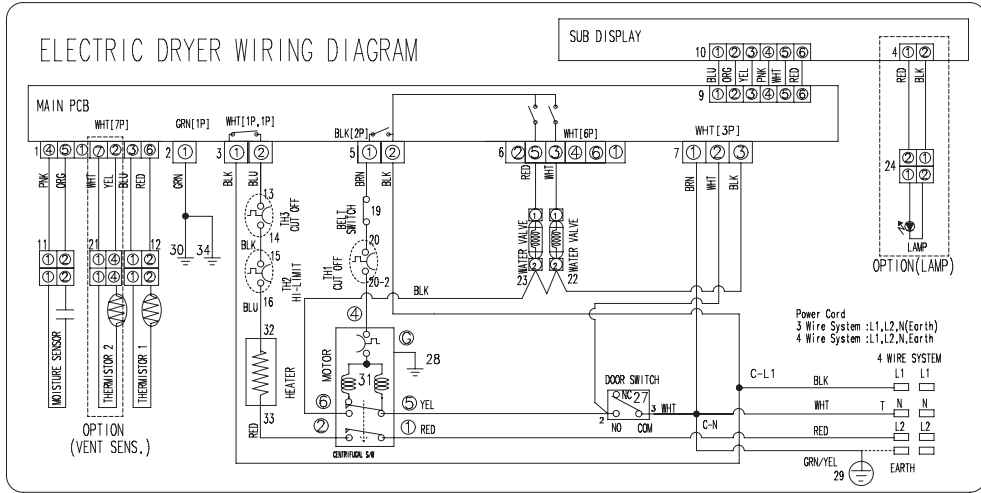 ELECTRIC DRYER WIRING DIAGRAM
SUB DISPLAY
10 1 2 3 4 5 6
4 1 2
BLU ORG YEL PNK WHT RED
RED BLK
9 1 2 3 4 5 6
MAIN PCB
WHT[7P]
GRN[1P]
WHT[1P,1P]
BLK[2P]
WHT[6P]
WHT[3P]
1 4 5 1 7 2 3 6
2 1
3 1 2
5 1 2
6 2 5 3 4 6 1
7 1 2 3
24 2 1
1 2
PNK ORG WHT YEL BLU RED
GRN
BLK BLU
BRN BLK
RED WHT
BRN WHT BLK
13
TH3
CUT OFF
14
BLK
15
TH2
HI-LIMIT
16
BLU
BELT
SWITCH
19
20
TH1
CUT OFF
20-2
1 1
WATER VALVE
WATER VALVE
2 2
23 22
BLK
LAMP
OPTION(LAMP)
30 34
11 21 12
1 2 1 4 1 2
1 2 1 4 1 2
MOISTURE SENSOR
THERMISTOR 2
THERMISTOR 1
OPTION
(VENT SENS.)
32
HEATER
33
RED
4
G
28
MOTOR
31
6
5 YEL
2
1 RED
CENTRIFUGAL S/W
DOOR SWITCH
NC 27
2 NO COM 3 WHT
C-L1
C-N
Power Cord
3 Wire System :L1,L2,N(Earth)
4 Wire System :L1,L2,N,Earth
4 WIRE SYSTEM
BLK L1 L1
WHT T N N
RED L2 L2
GRN/YEL
29
EARTH